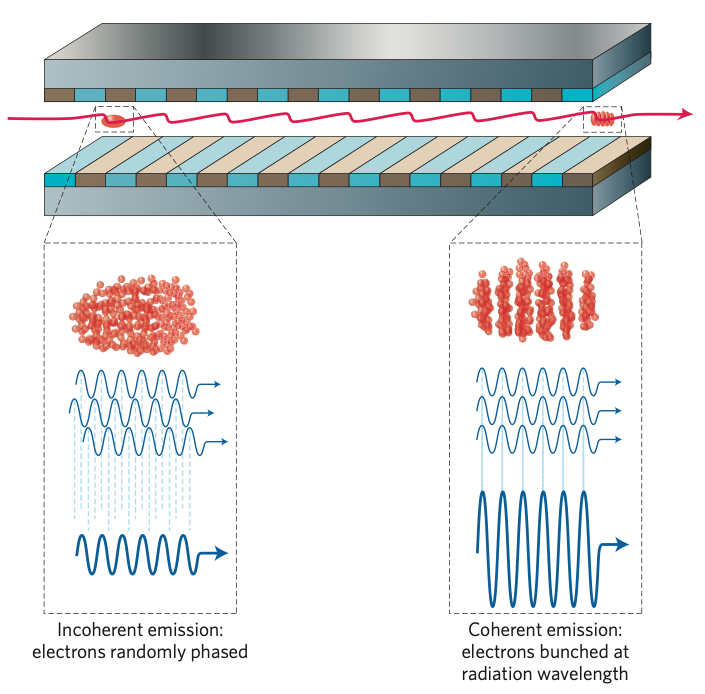 Incoherent emission:
electrons randomly phased
Coherent emission:
electrons bunched at
radiation wavelength